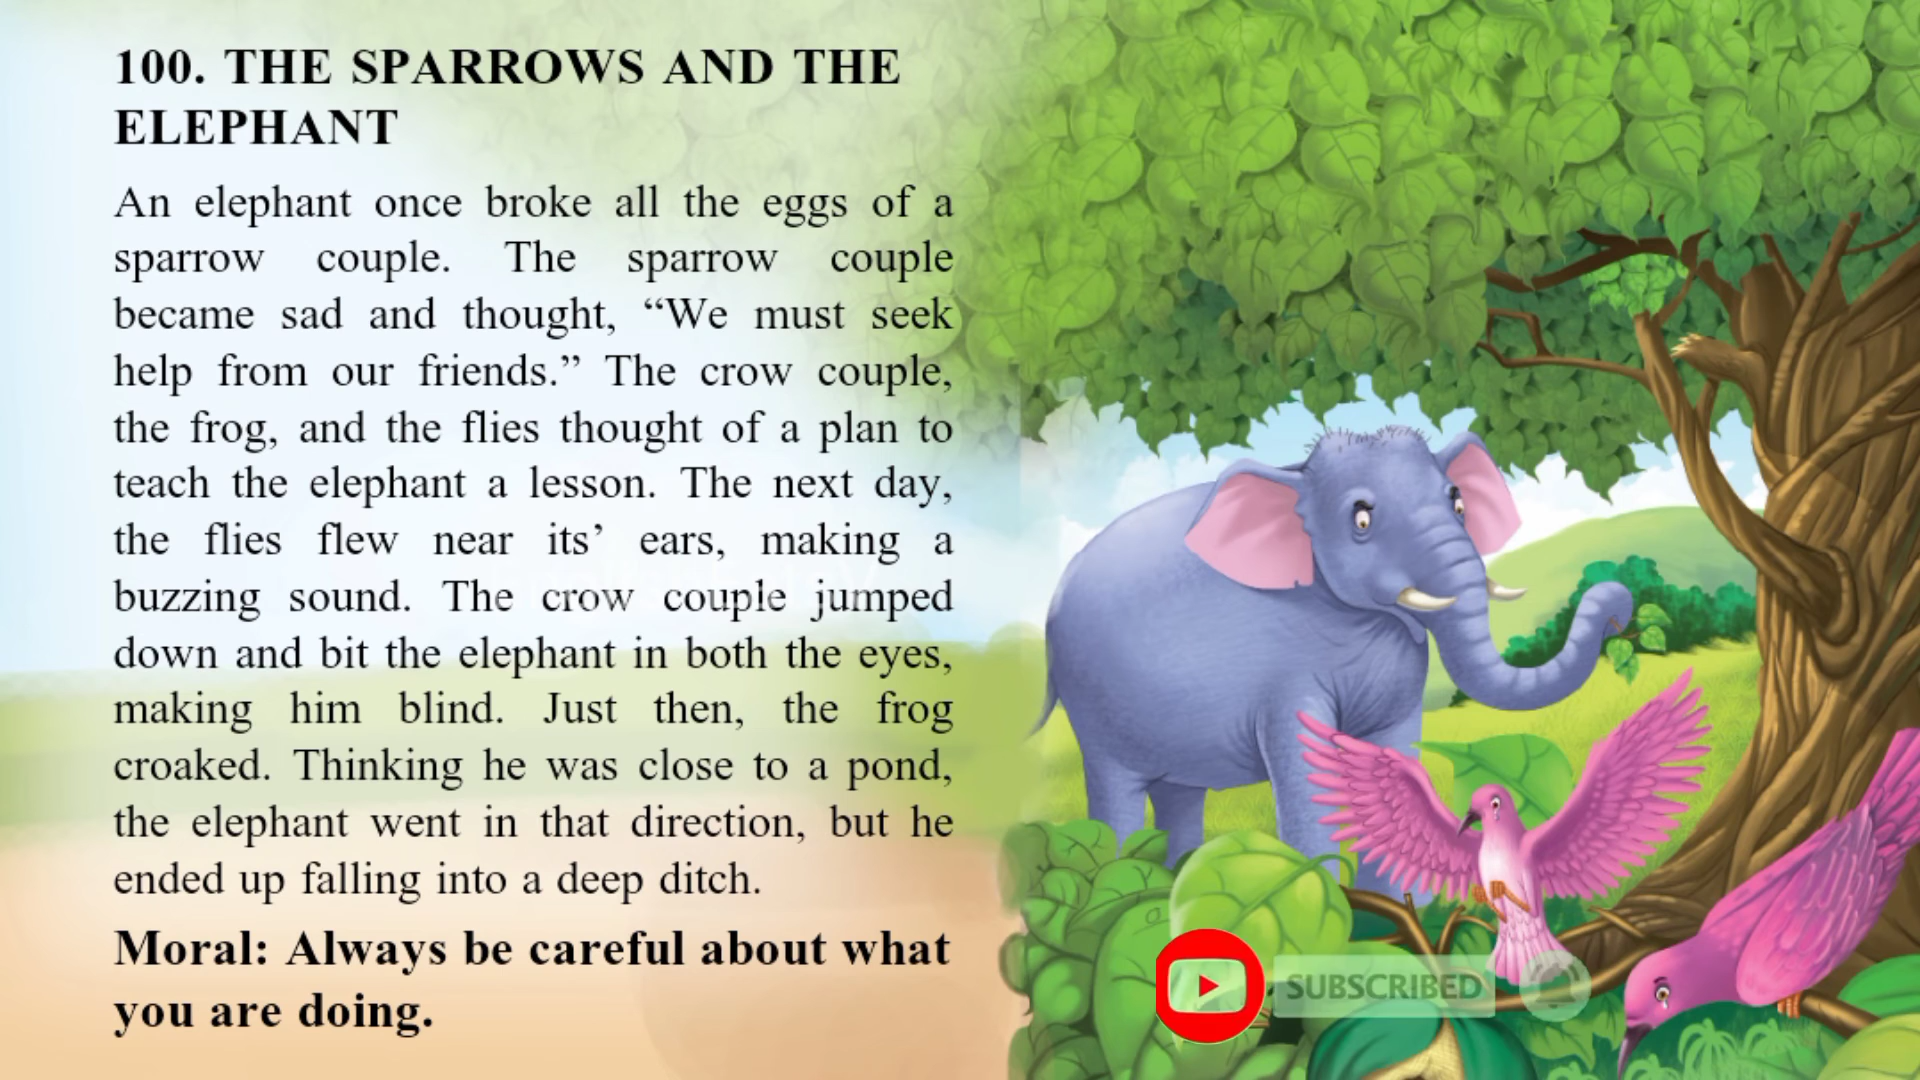 100. THE SPARROWS AND THE
ELEPHANT
An elephant once broke all the eggs of a
sparrow couple. The sparrow couple
became sad and thought, “We must seek
help from our friends.” The crow couple,
the frog, and the flies thought of a plan to
teach the elephant a lesson. The next day,
the flies flew near its’ ears, making a
buzzing sound. The crow couple jumped
down and bit the elephant in both the eyes,
making him blind. Just then, the frog
croaked. Thinking he was close to a pond,
the elephant went in that direction, but he
ended up falling into a deep ditch.
Moral: Always be careful about what
you are doing.
SUBSCRIBED